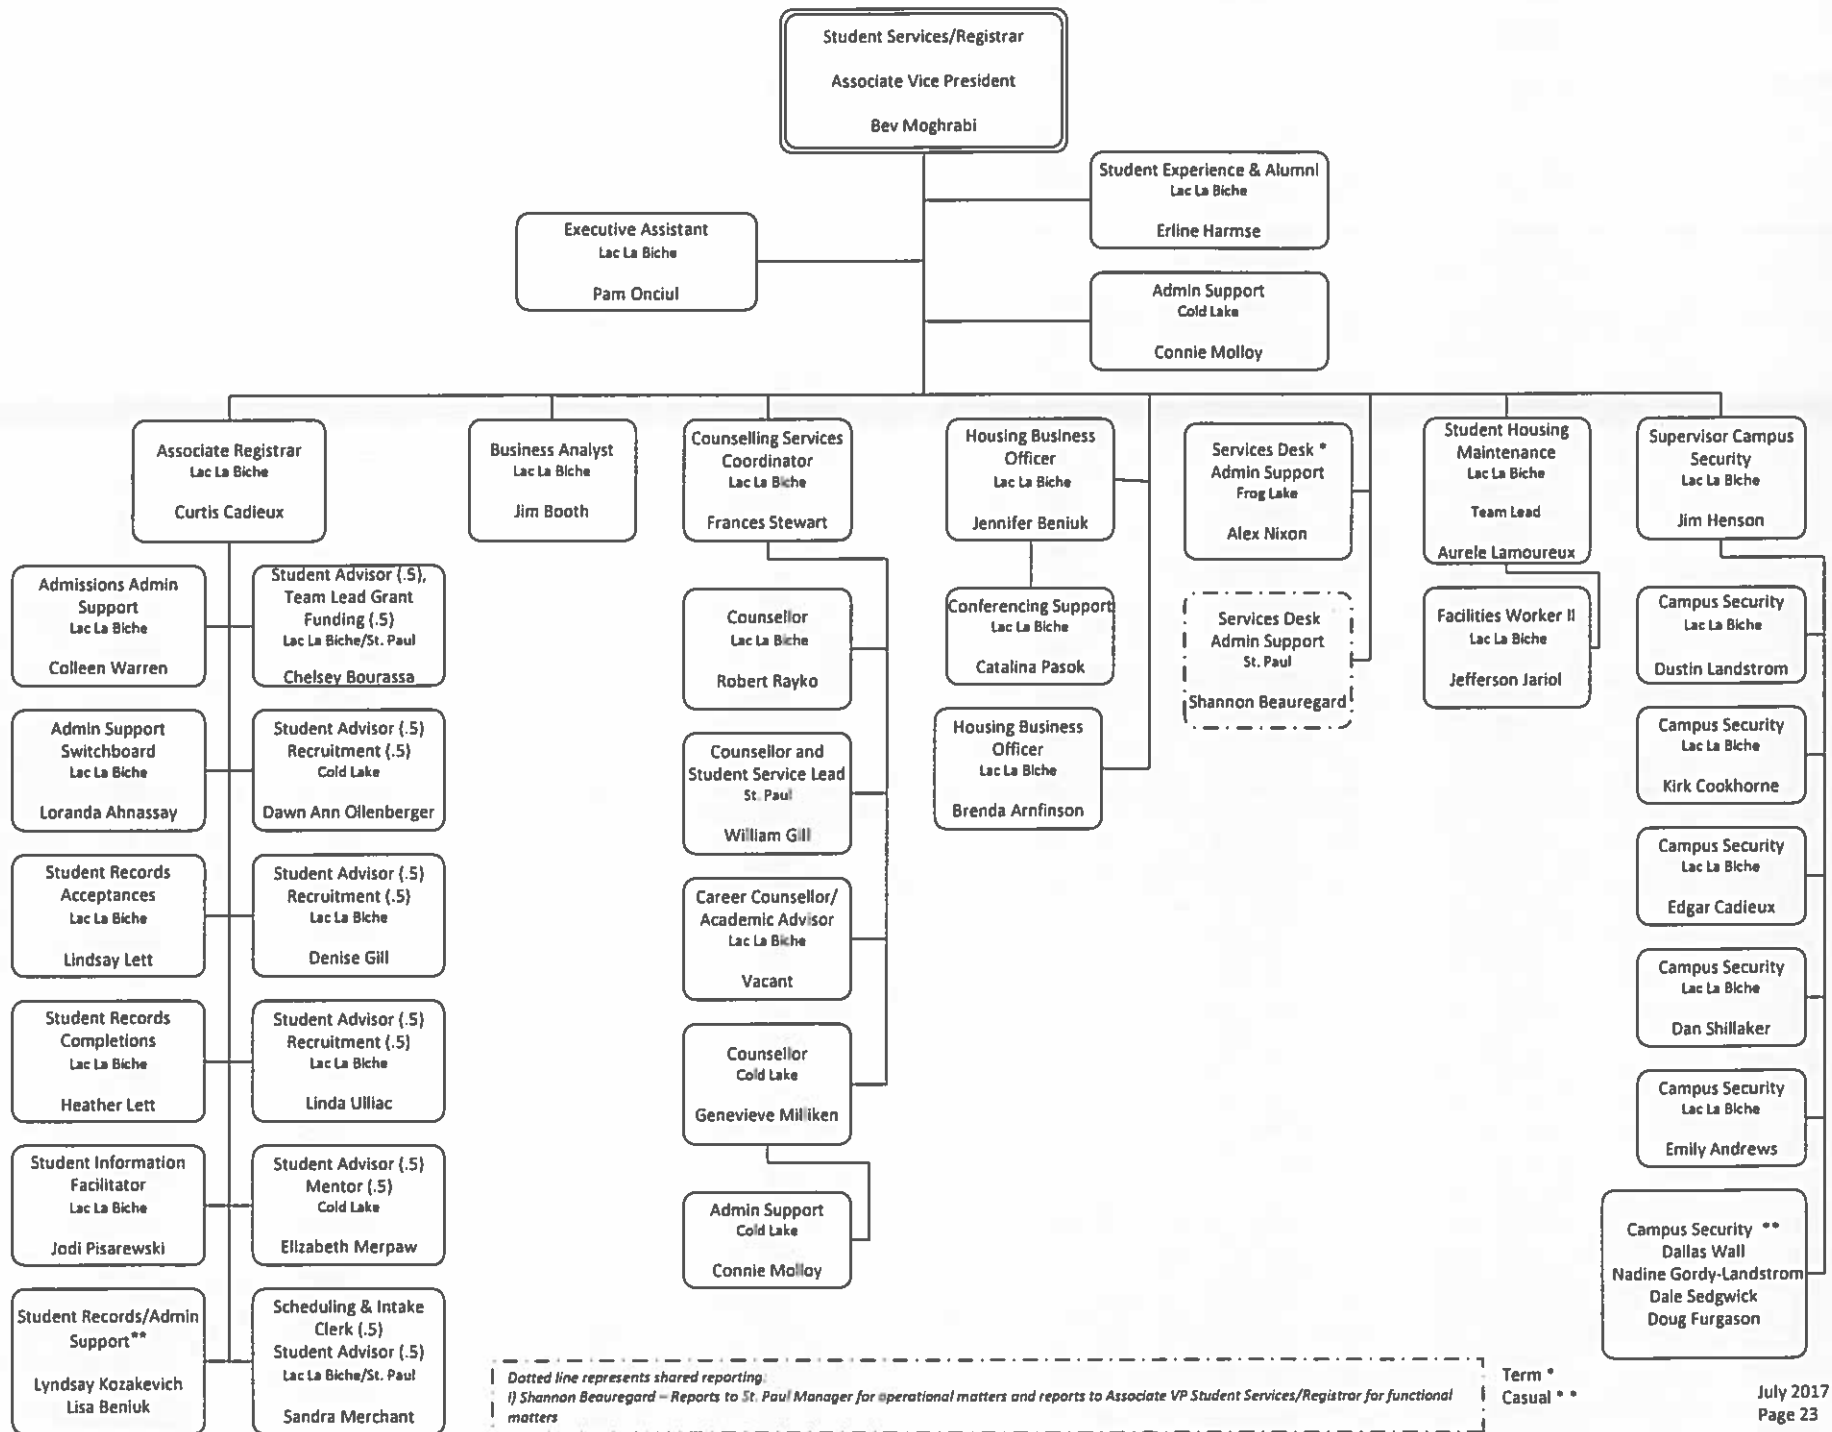 Student Services/Registrar
Associate Vice President
Bev Moghrabi
Student Experience & Alumni
Lac La Biche
Erline Harmse
Executive Assistant
Lac La Biche
Pam Onciul
Admin Support
Cold Lake
Connie Molloy
Associate Registrar
Lac La Biche
Curtis Cadieux
Business Analyst
Lac La Biche
Jim Booth
Counselling Services
Coordinator
Lac La Biche
Frances Stewart
Housing Business
Officer
Lac La Biche
Jennifer Beniuk
Services Desk *
Admin Support
Frog Lake
Alex Nixon
Student Housing
Maintenance
Lac La Biche
Team Lead
Aurele Lamoureux
Supervisor Campus
Security
Lac La Biche
Jim Henson
Admissions Admin
Support
Lac La Biche
Colleen Warren
Student Advisor (.5),
Team Lead Grant
Funding (.5)
Lac La Biche/St. Paul
Chelsey Bourassa
Admin Support
Switchboard
Lac La Biche
Loranda Ahnassay
Student Advisor (.5)
Recruitment (.5)
Cold Lake
Dawn Ann Ollenberger
Student Records
Acceptances
Lac La Biche
Lindsay Lett
Student Advisor (.5)
Recruitment (.5)
Lac La Biche
Denise Gill
Student Records
Completions
Lac La Biche
Heather Lett
Student Advisor (.5)
Recruitment (.5)
Lac La Biche
Linda Ulliac
Student Information
Facilitator
Lac La Biche
Jodi Pisarewski
Student Advisor (.5)
Mentor (.5)
Cold Lake
Elizabeth Merpaw
Student Records/Admin
Support**
Lyndsay Kozakevich
Lisa Beniuk
Scheduling & Intake
Clerk (.5)
Student Advisor (.5)
Lac La Biche/St. Paul
Sandra Merchant
Counsellor
Lac La Biche
Robert Rayko
Counsellor and
Student Service Lead
St. Paul
William Gill
Career Counsellor/
Academic Advisor
Lac La Biche
Vacant
Counsellor
Cold Lake
Genevieve Milliken
Admin Support
Cold Lake
Connie Molloy
Conferencing Support
Lac La Biche
Catalina Pasok
Housing Business
Officer
Lac La Biche
Brenda Arnfinson
Services Desk
Admin Support
St. Paul
Shannon Beauregard
Facilities Worker II
Lac La Biche
Jefferson Jariol
Campus Security
Lac La Biche
Dustin Landstrom
Campus Security
Lac La Biche
Kirk Cookhorne
Campus Security
Lac La Biche
Edgar Cadieux
Campus Security
Lac La Biche
Dan Shillaker
Campus Security
Lac La Biche
Emily Andrews
Campus Security **
Dallas Wall
Nadine Gordy-Landstrom
Dale Sedgwick
Doug Furgason
Dotted line represents shared reporting:
i) Shannon Beauregard – Reports to St. Paul Manager for operational matters and reports to Associate VP Student Services/Registrar for functional
matters
Term *
Casual **
July 2017
Page 23